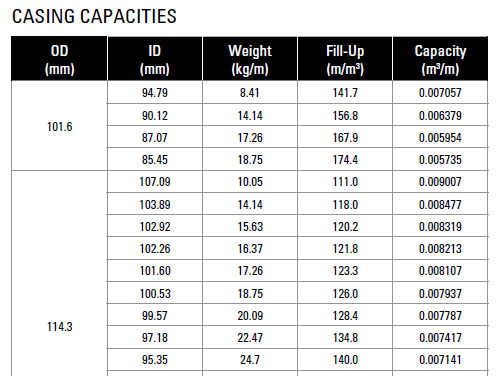 CASING CAPACITIES
OD ID Weight Fill-Up Capacity
(mm) (mm) (kg/m) (m/m³) (m³/m)
94.79 8.41 141.7 0.007057
90.12 14.14 156.8 0.006379
101.6
87.07 17.26 167.9 0.005954
85.45 18.75 174.4 0.005735
107.09 10.05 111.0 0.009007
103.89 14.14 118.0 0.008477
102.92 15.63 120.2 0.008319
102.26 16.37 121.8 0.008213
101.60 17.26 123.3 0.008107
100.53 18.75 126.0 0.007937
99.57 20.09 128.4 0.007787
114.3
97.18 22.47 134.8 0.007417
95.35 24.7 140.0 0.007141